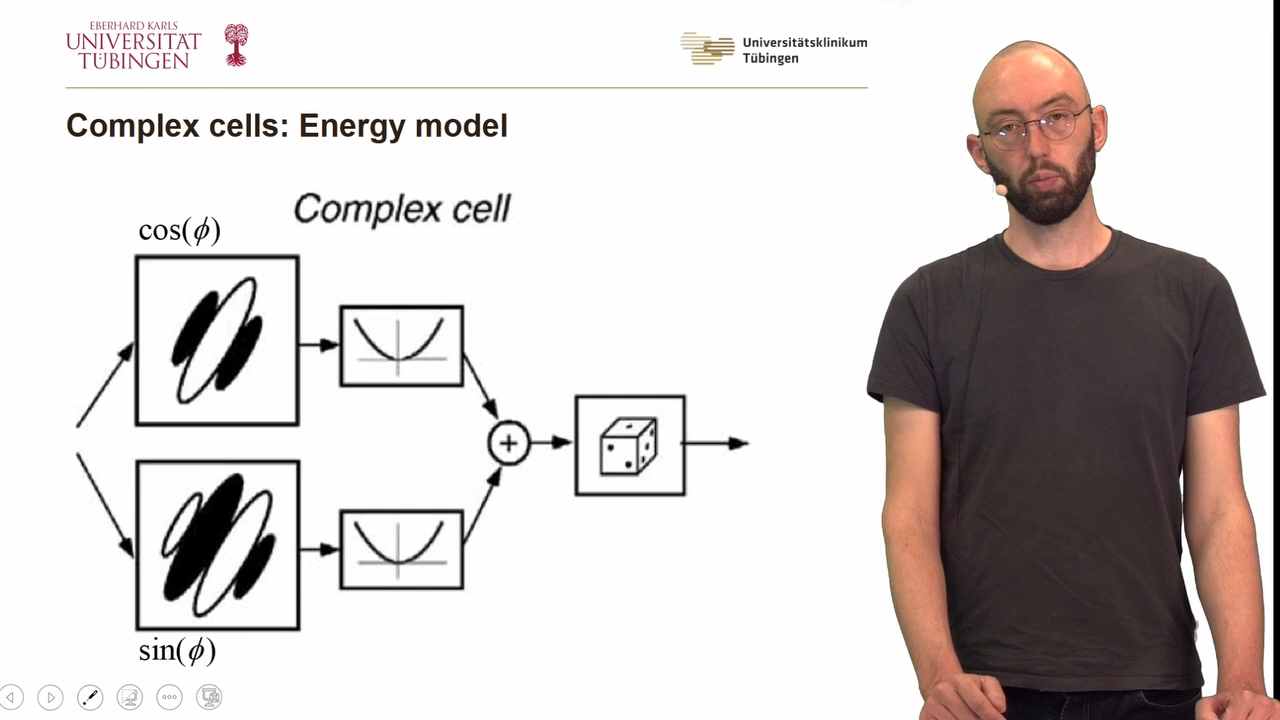 EBERHARD KARLS
UNIVERSITÄT
TÜBINGEN
Universitätsklinikum
Tübingen
Complex cells: Energy model
Complex cell
cos(ϕ)
+
sin(ϕ)